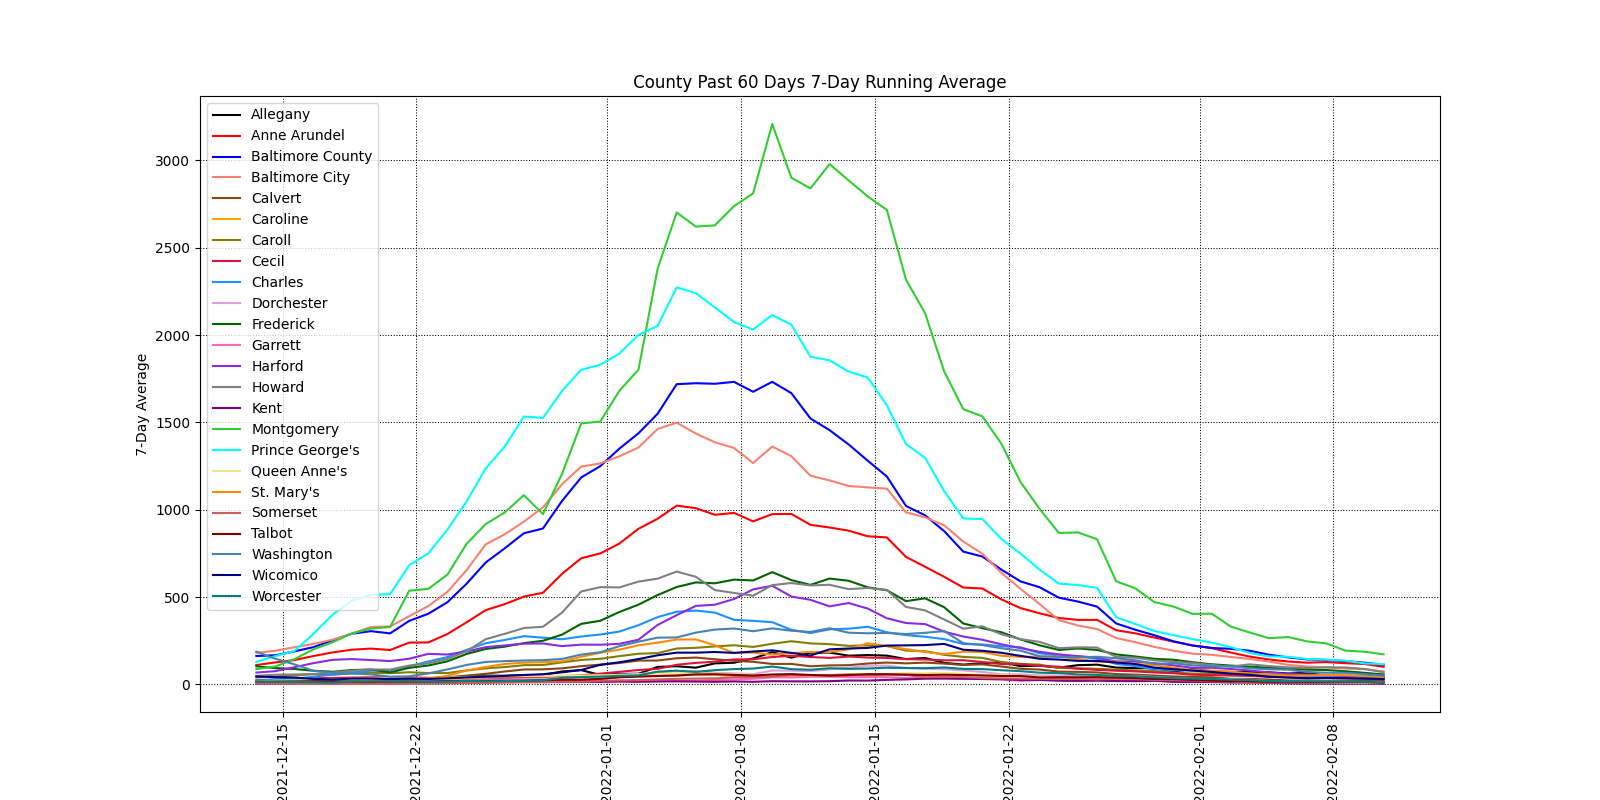 County Past 60 Days 7-Day Running Average
Allegany
Anne Arundel
Baltimore County
Baltimore City
Calvert
Caroline
Caroll
Cecil
Charles
Dorchester
Frederick
Garrett
Harford
Howard
Kent
Montgomery
Prince George's
Queen Anne's
St. Mary's
Somerset
Talbot
Washington
Wicomico
Worcester
7-Day Average
3000
2500
2000
1500
1000
500
0
2021-12-15
2021-12-22
2022-01-01
2022-01-08
2022-01-15
2022-01-22
2022-02-01
2022-02-08